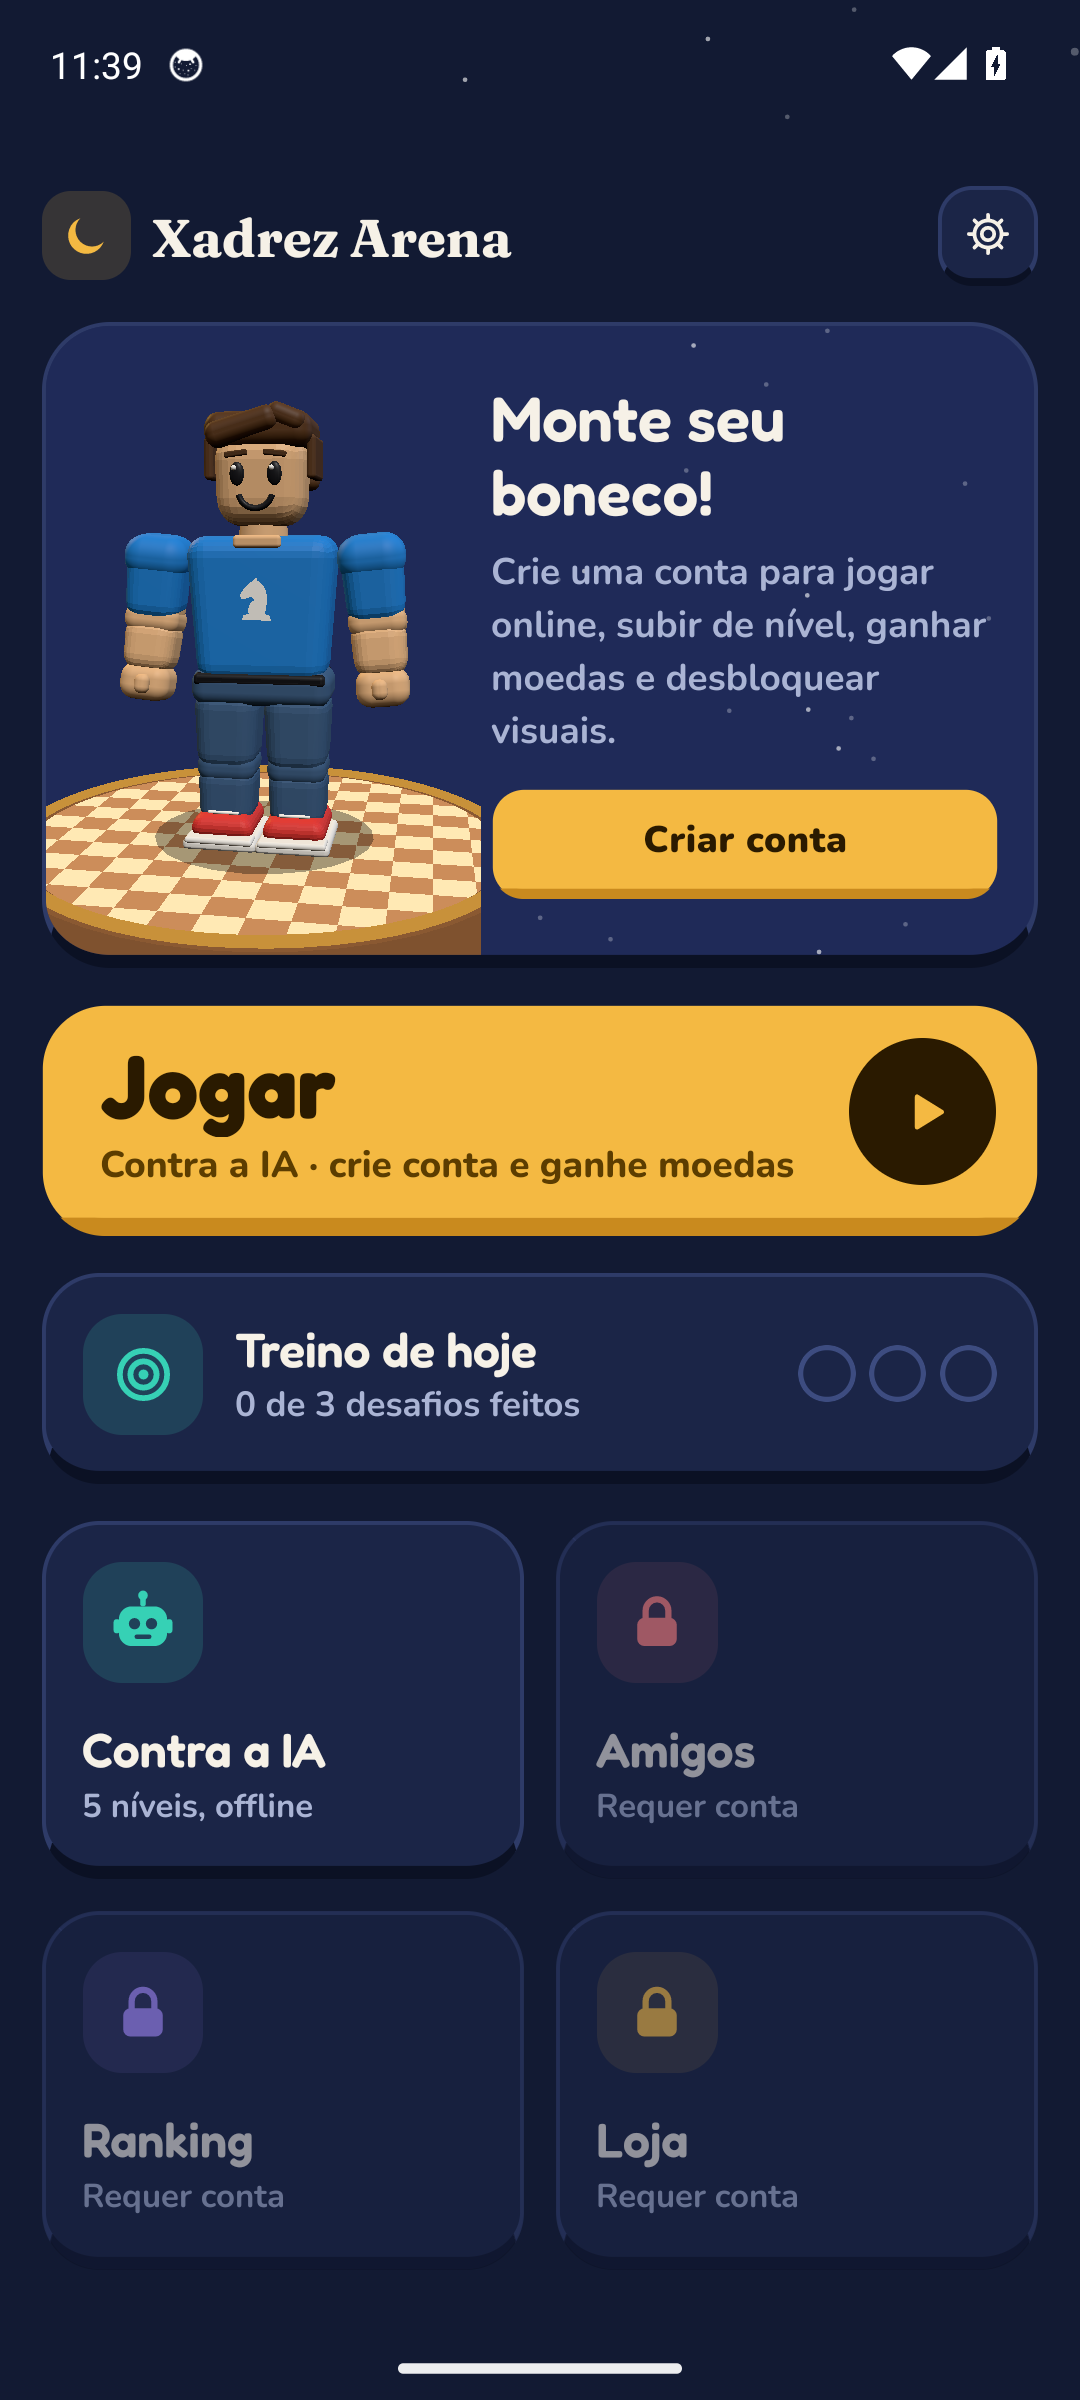 11:39
Xadrez Arena
Monte seu
boneco!
Crie uma conta para jogar
online, subir de nível, ganhar
moedas e desbloquear
visuais.
Criar conta
Jogar
Contra a IA · crie conta e ganhe moedas
Treino de hoje
0 de 3 desafios feitos
Contra a IA
5 níveis, offline
Amigos
Requer conta
Ranking
Requer conta
Loja
Requer conta